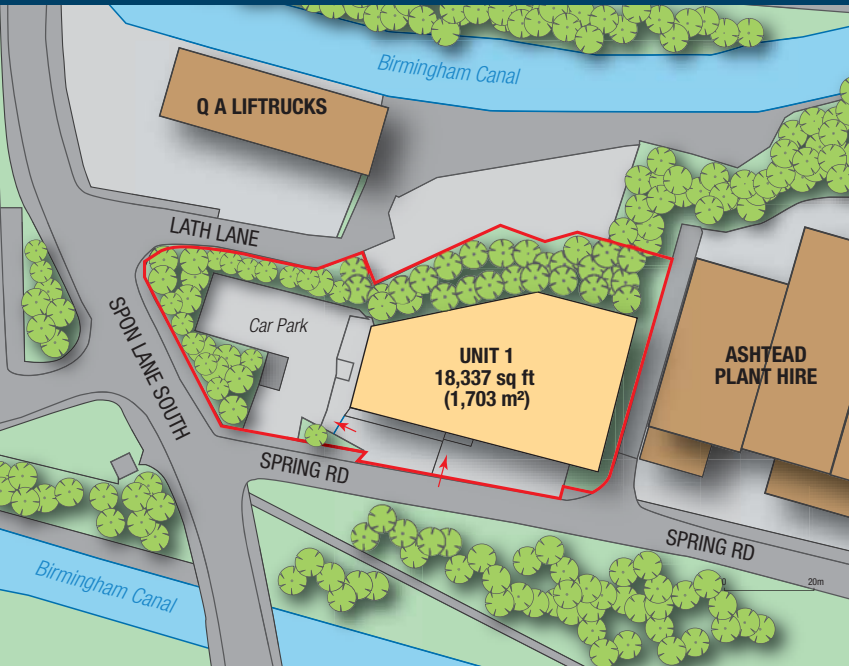 Birmingham Canal
Q A LIFTRUCKS
LATH LANE
SPON LANE SOUTH
Car Park
UNIT 1
18,337 sq ft
(1,703 m²)
ASHTEAD
PLANT HIRE
SPRING RD
SPRING RD
Birmingham Canal
0
20m